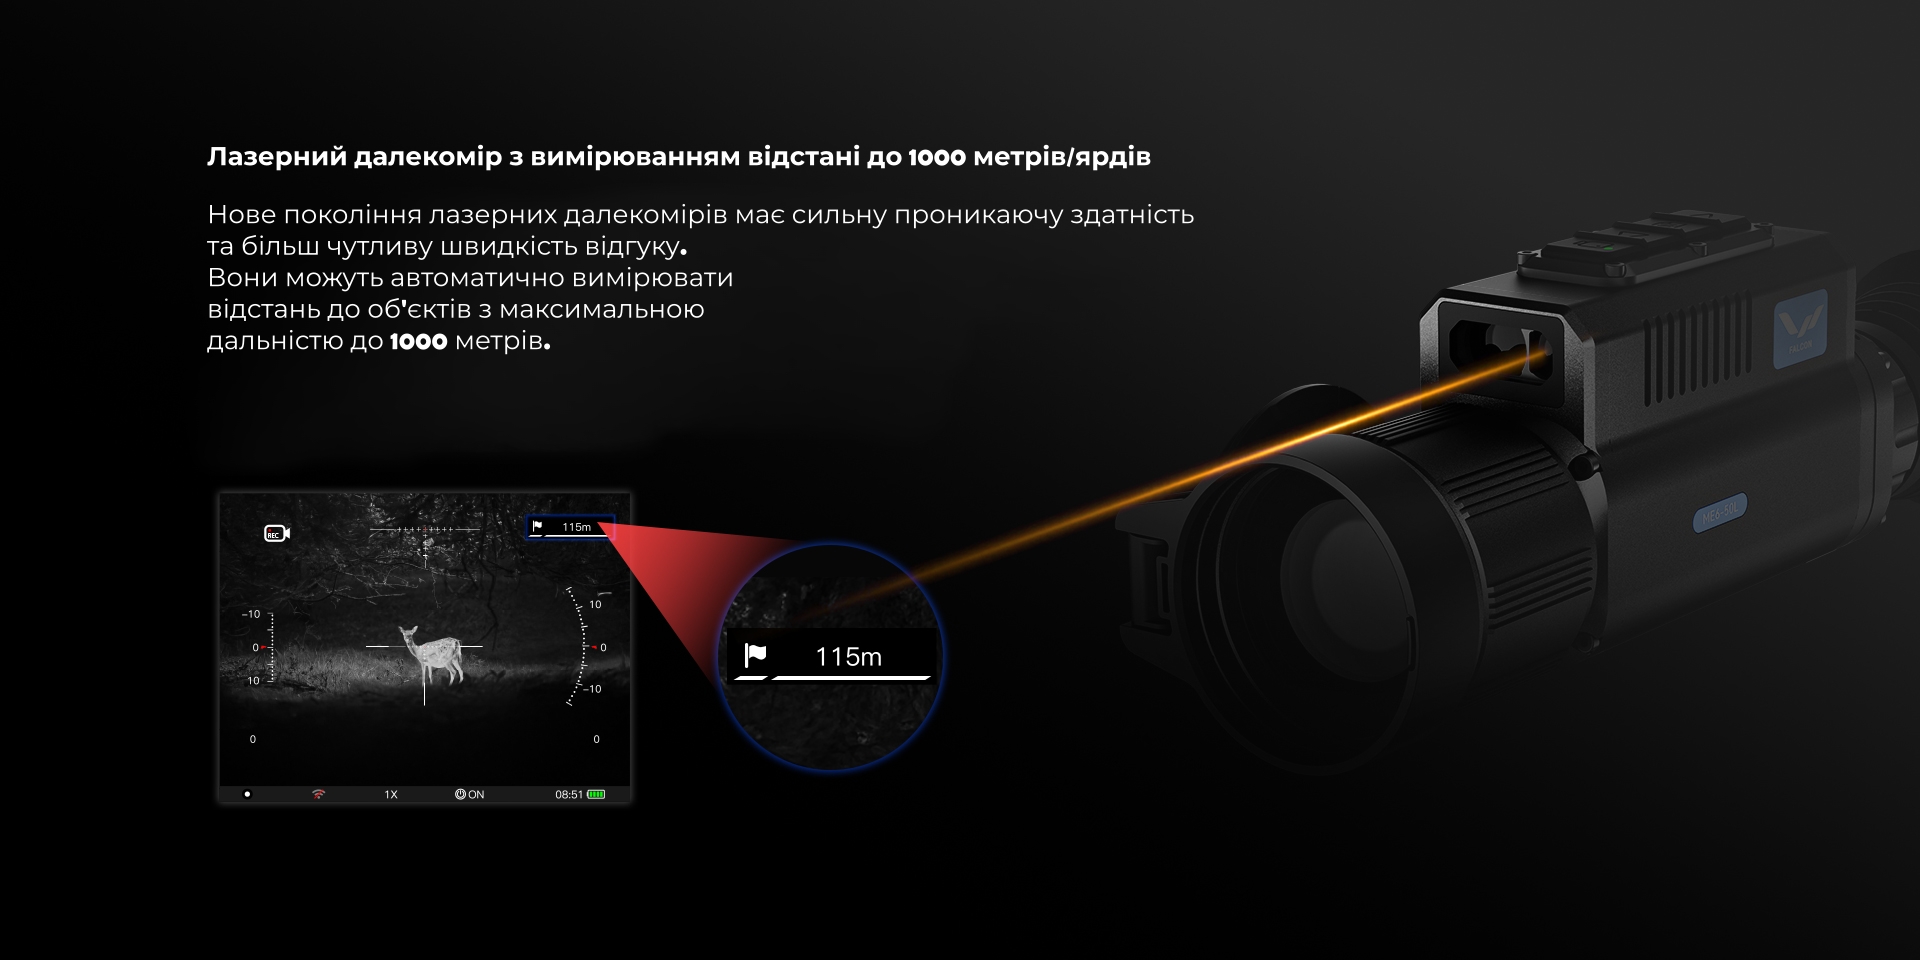 Лазерний далекомір з вимірюванням відстані до 1000 метрів/ярдів
Нове покоління лазерних далекомірів має сильну проникаючу здатність
та більш чутливу швидкість відгуку.
Вони можуть автоматично вимірювати
відстань до об'єктів з максимальною
дальністю до 1000 метрів.
FALCON
ME6-50L
REC
115m
-10
0
10
10
0
-10
0
0
1X
ON
08:51
115m